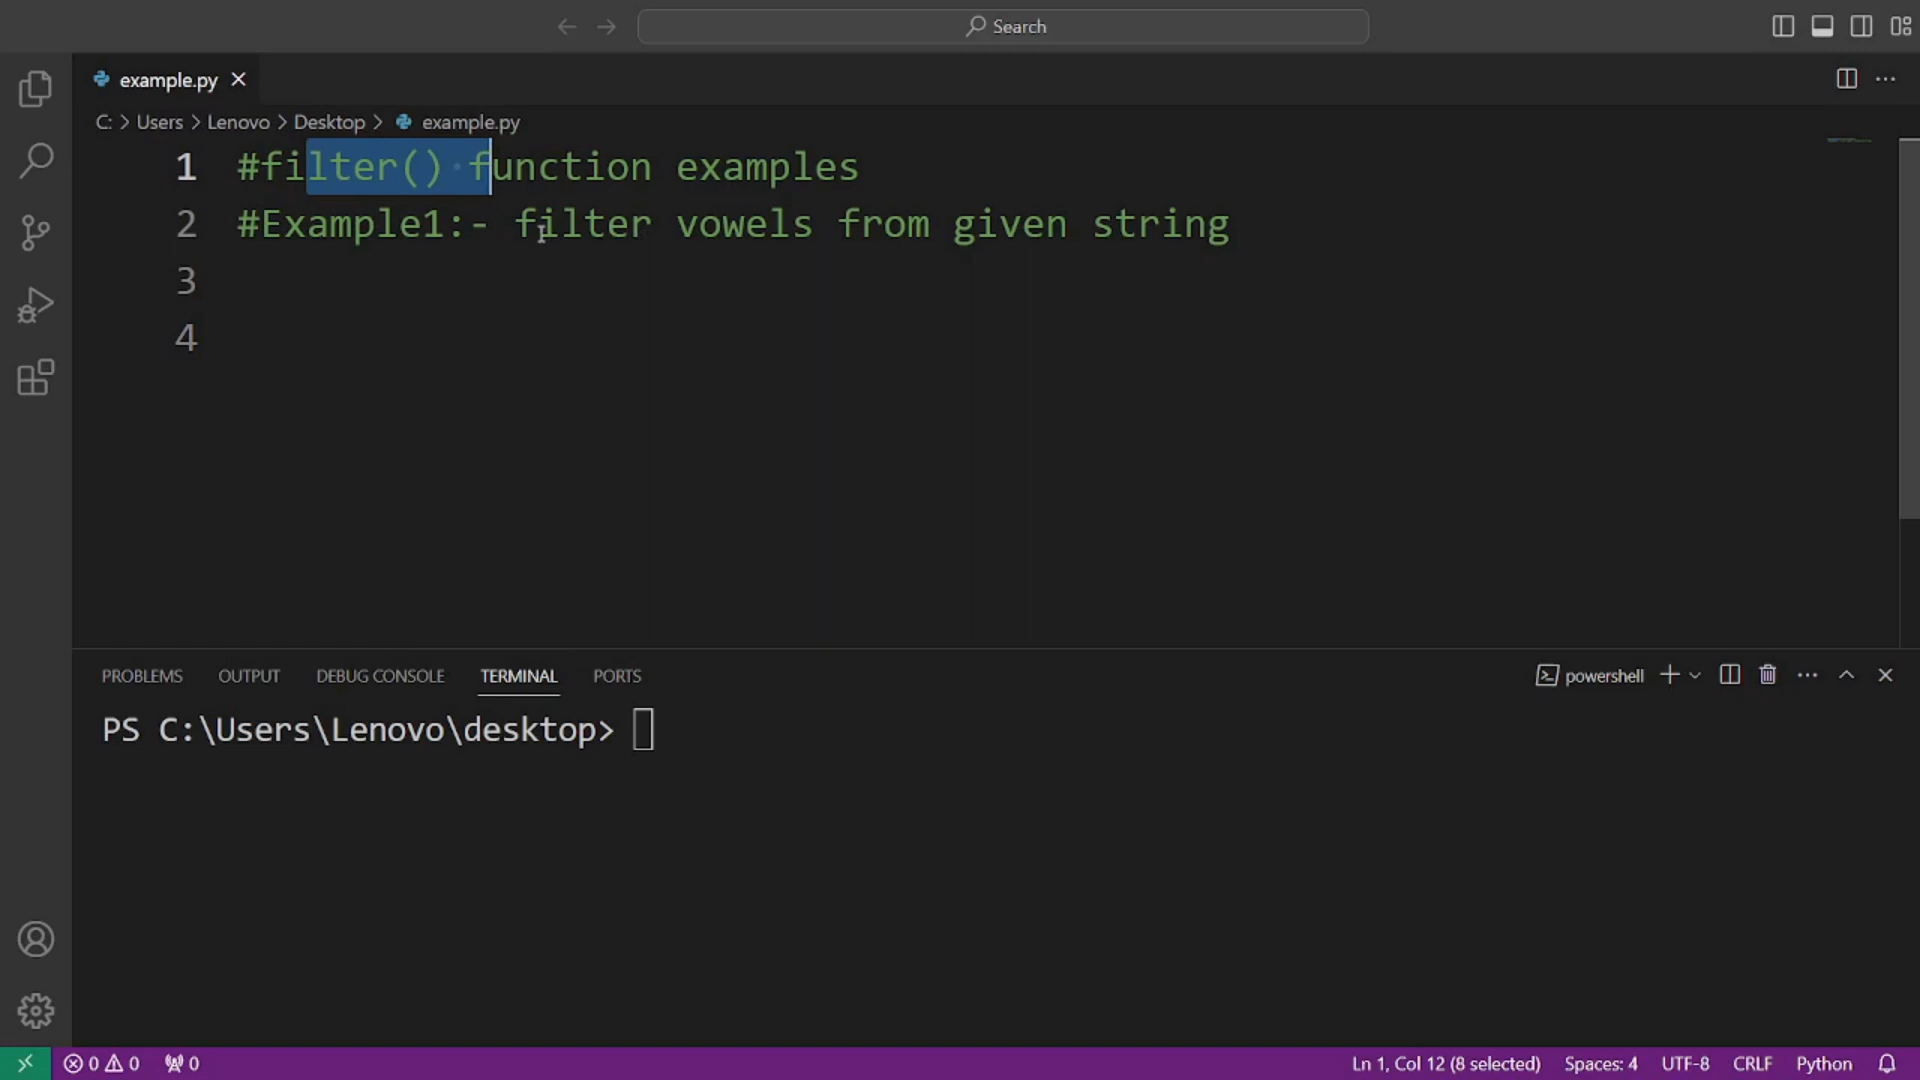 Search
example.py
C: > Users > Lenovo > Desktop > example.py
1 #filter() function examples
2 #Example1:- filter vowels from given string
3
4
PROBLEMS OUTPUT DEBUG CONSOLE TERMINAL PORTS powershell
PS C:\Users\Lenovo\desktop>
0 0 0 Ln 1, Col 12 (8 selected) Spaces: 4 UTF-8 CRLF Python